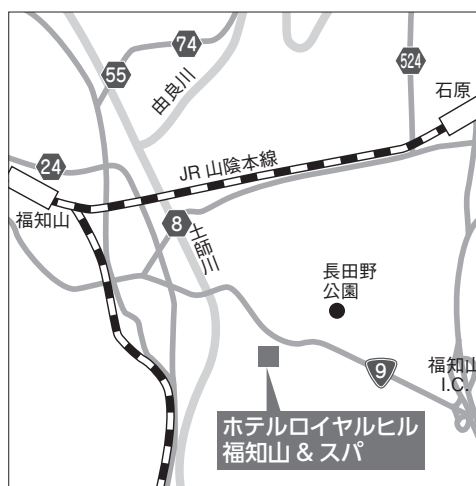 74
55
524
由良川
石原
JR 山陰本線
24
福知山
8
土師川
長田野
公園
9
福知山
I.C.
ホテルロイヤルヒル
福知山 & スパ